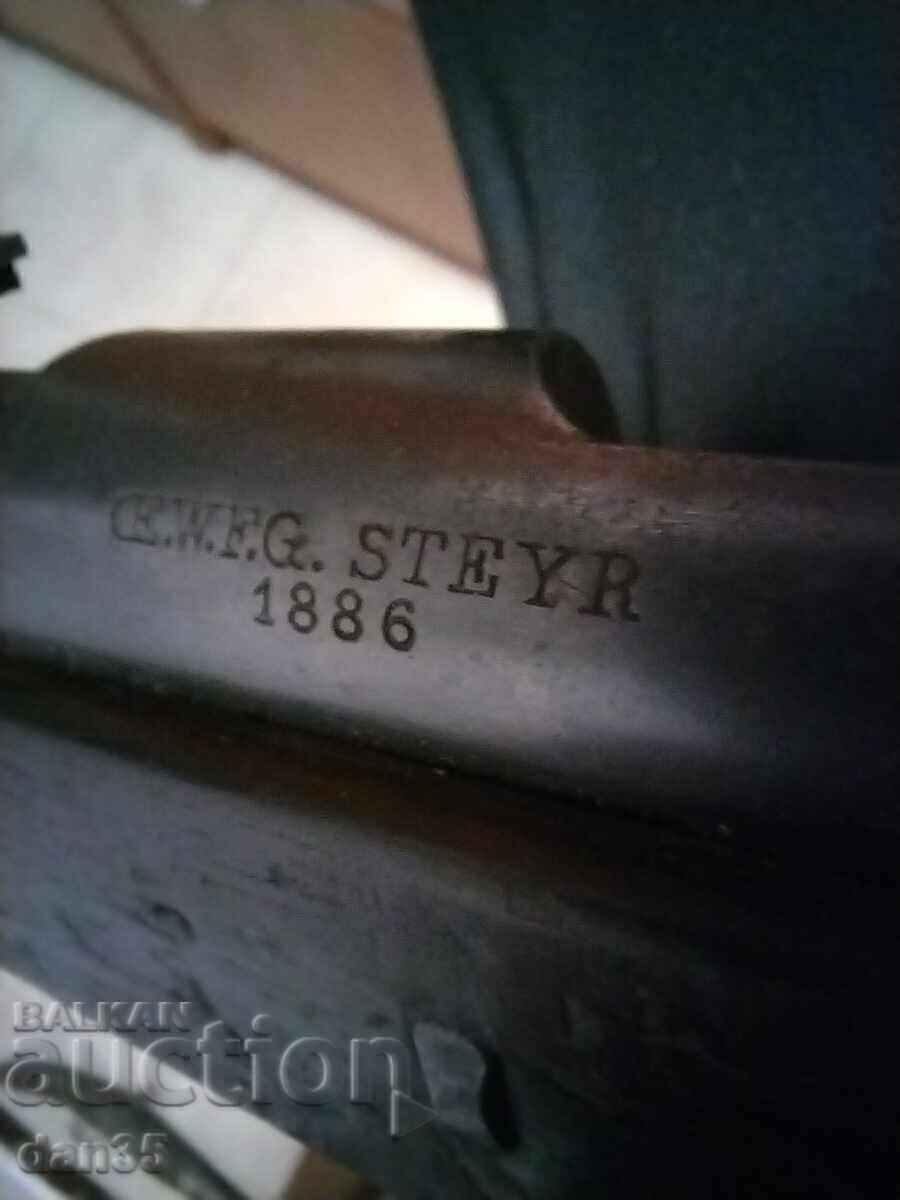 Œ.W.F.G. STEYR
1886
BALKAN
auction
dan35